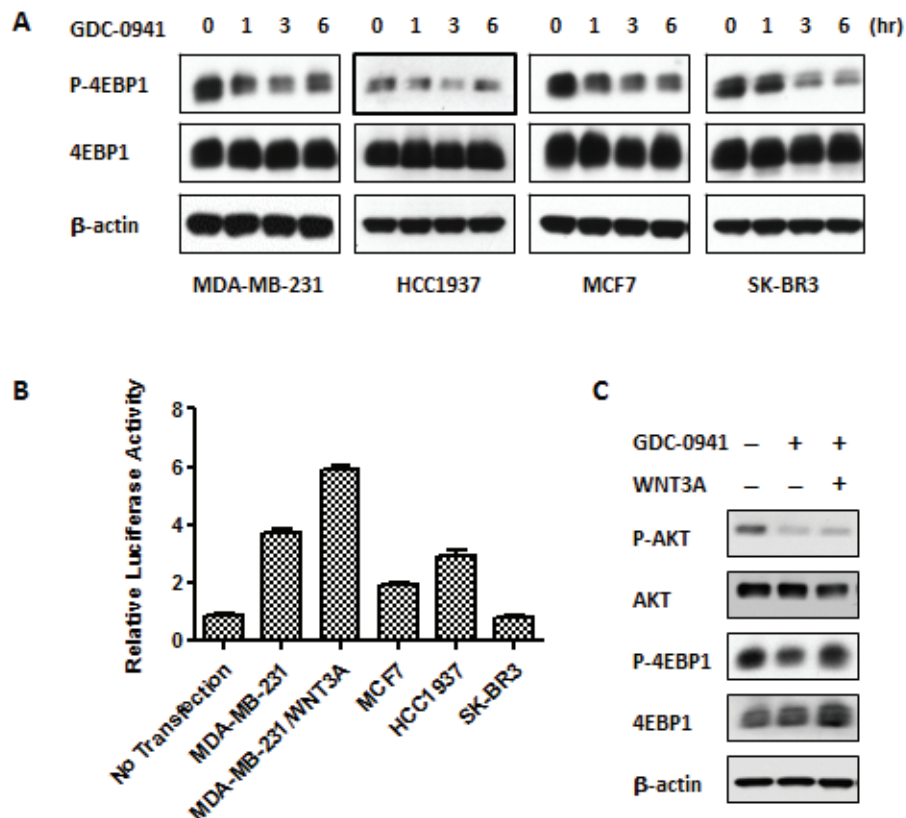 A
GDC-0941 0 1 3 6 0 1 3 6 0 1 3 6 0 1 3 6 (hr)
P-4EBP1
4EBP1
β-actin
MDA-MB-231 HCC1937 MCF7 SK-BR3
B
Relative Luciferase Activity
8
6
4
2
0
No Transfection
MDA-MB-231
MDA-MB-231/WNT3A
MCF7
HCC1937
SK-BR3
C
GDC-0941 – + +
WNT3A – – +
P-AKT
AKT
P-4EBP1
4EBP1
β-actin